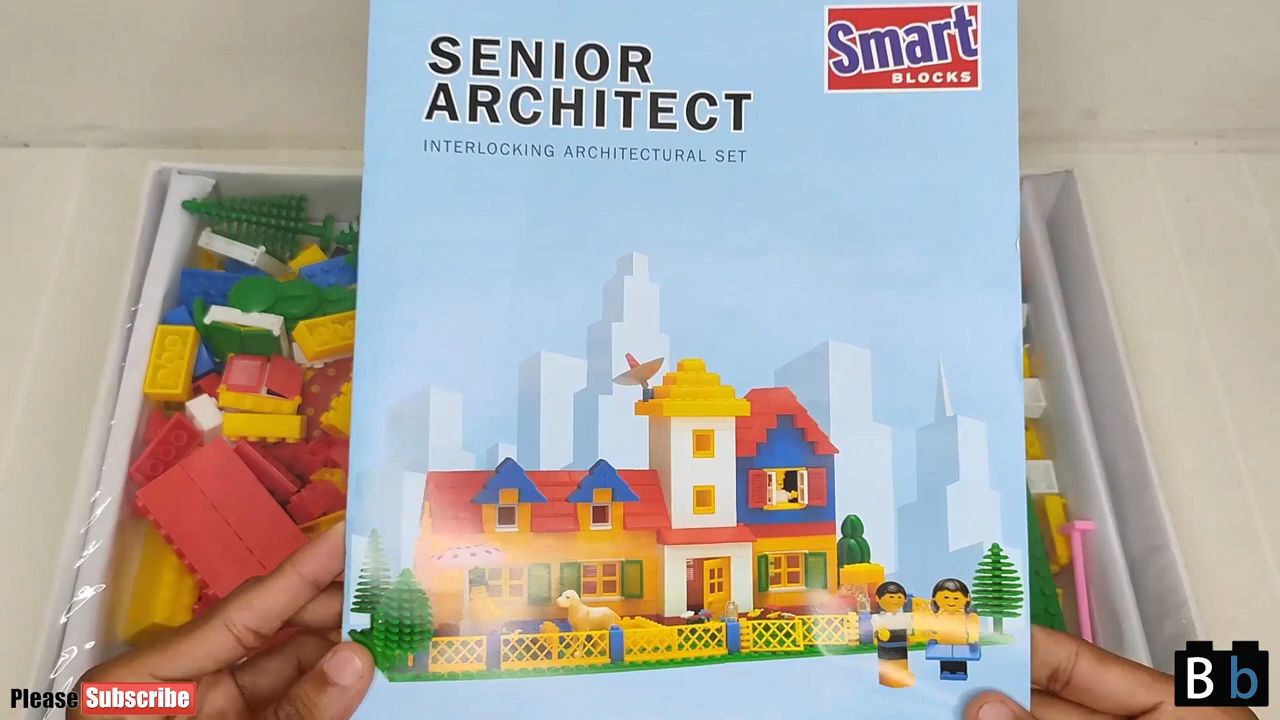 SENIOR
ARCHITECT
INTERLOCKING ARCHITECTURAL SET
Smart
BLOCKS
Please Subscribe
B b